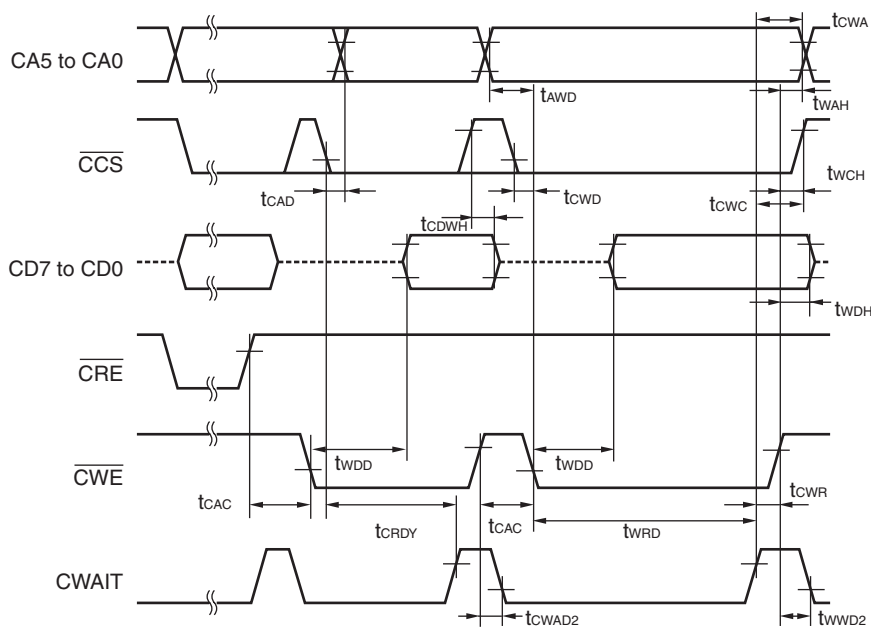 tCWA
CA5 to CA0
tAWD
tWAH
CCS
tCAD
tCDWH
tCWD
tWCH
tCWC
CD7 to CD0
tWDH
CRE
CWE
tWDD
tWDD
tCAC
tCRDY
tCAC
tWRD
tCWR
CWAIT
tCWAD2
tWWD2